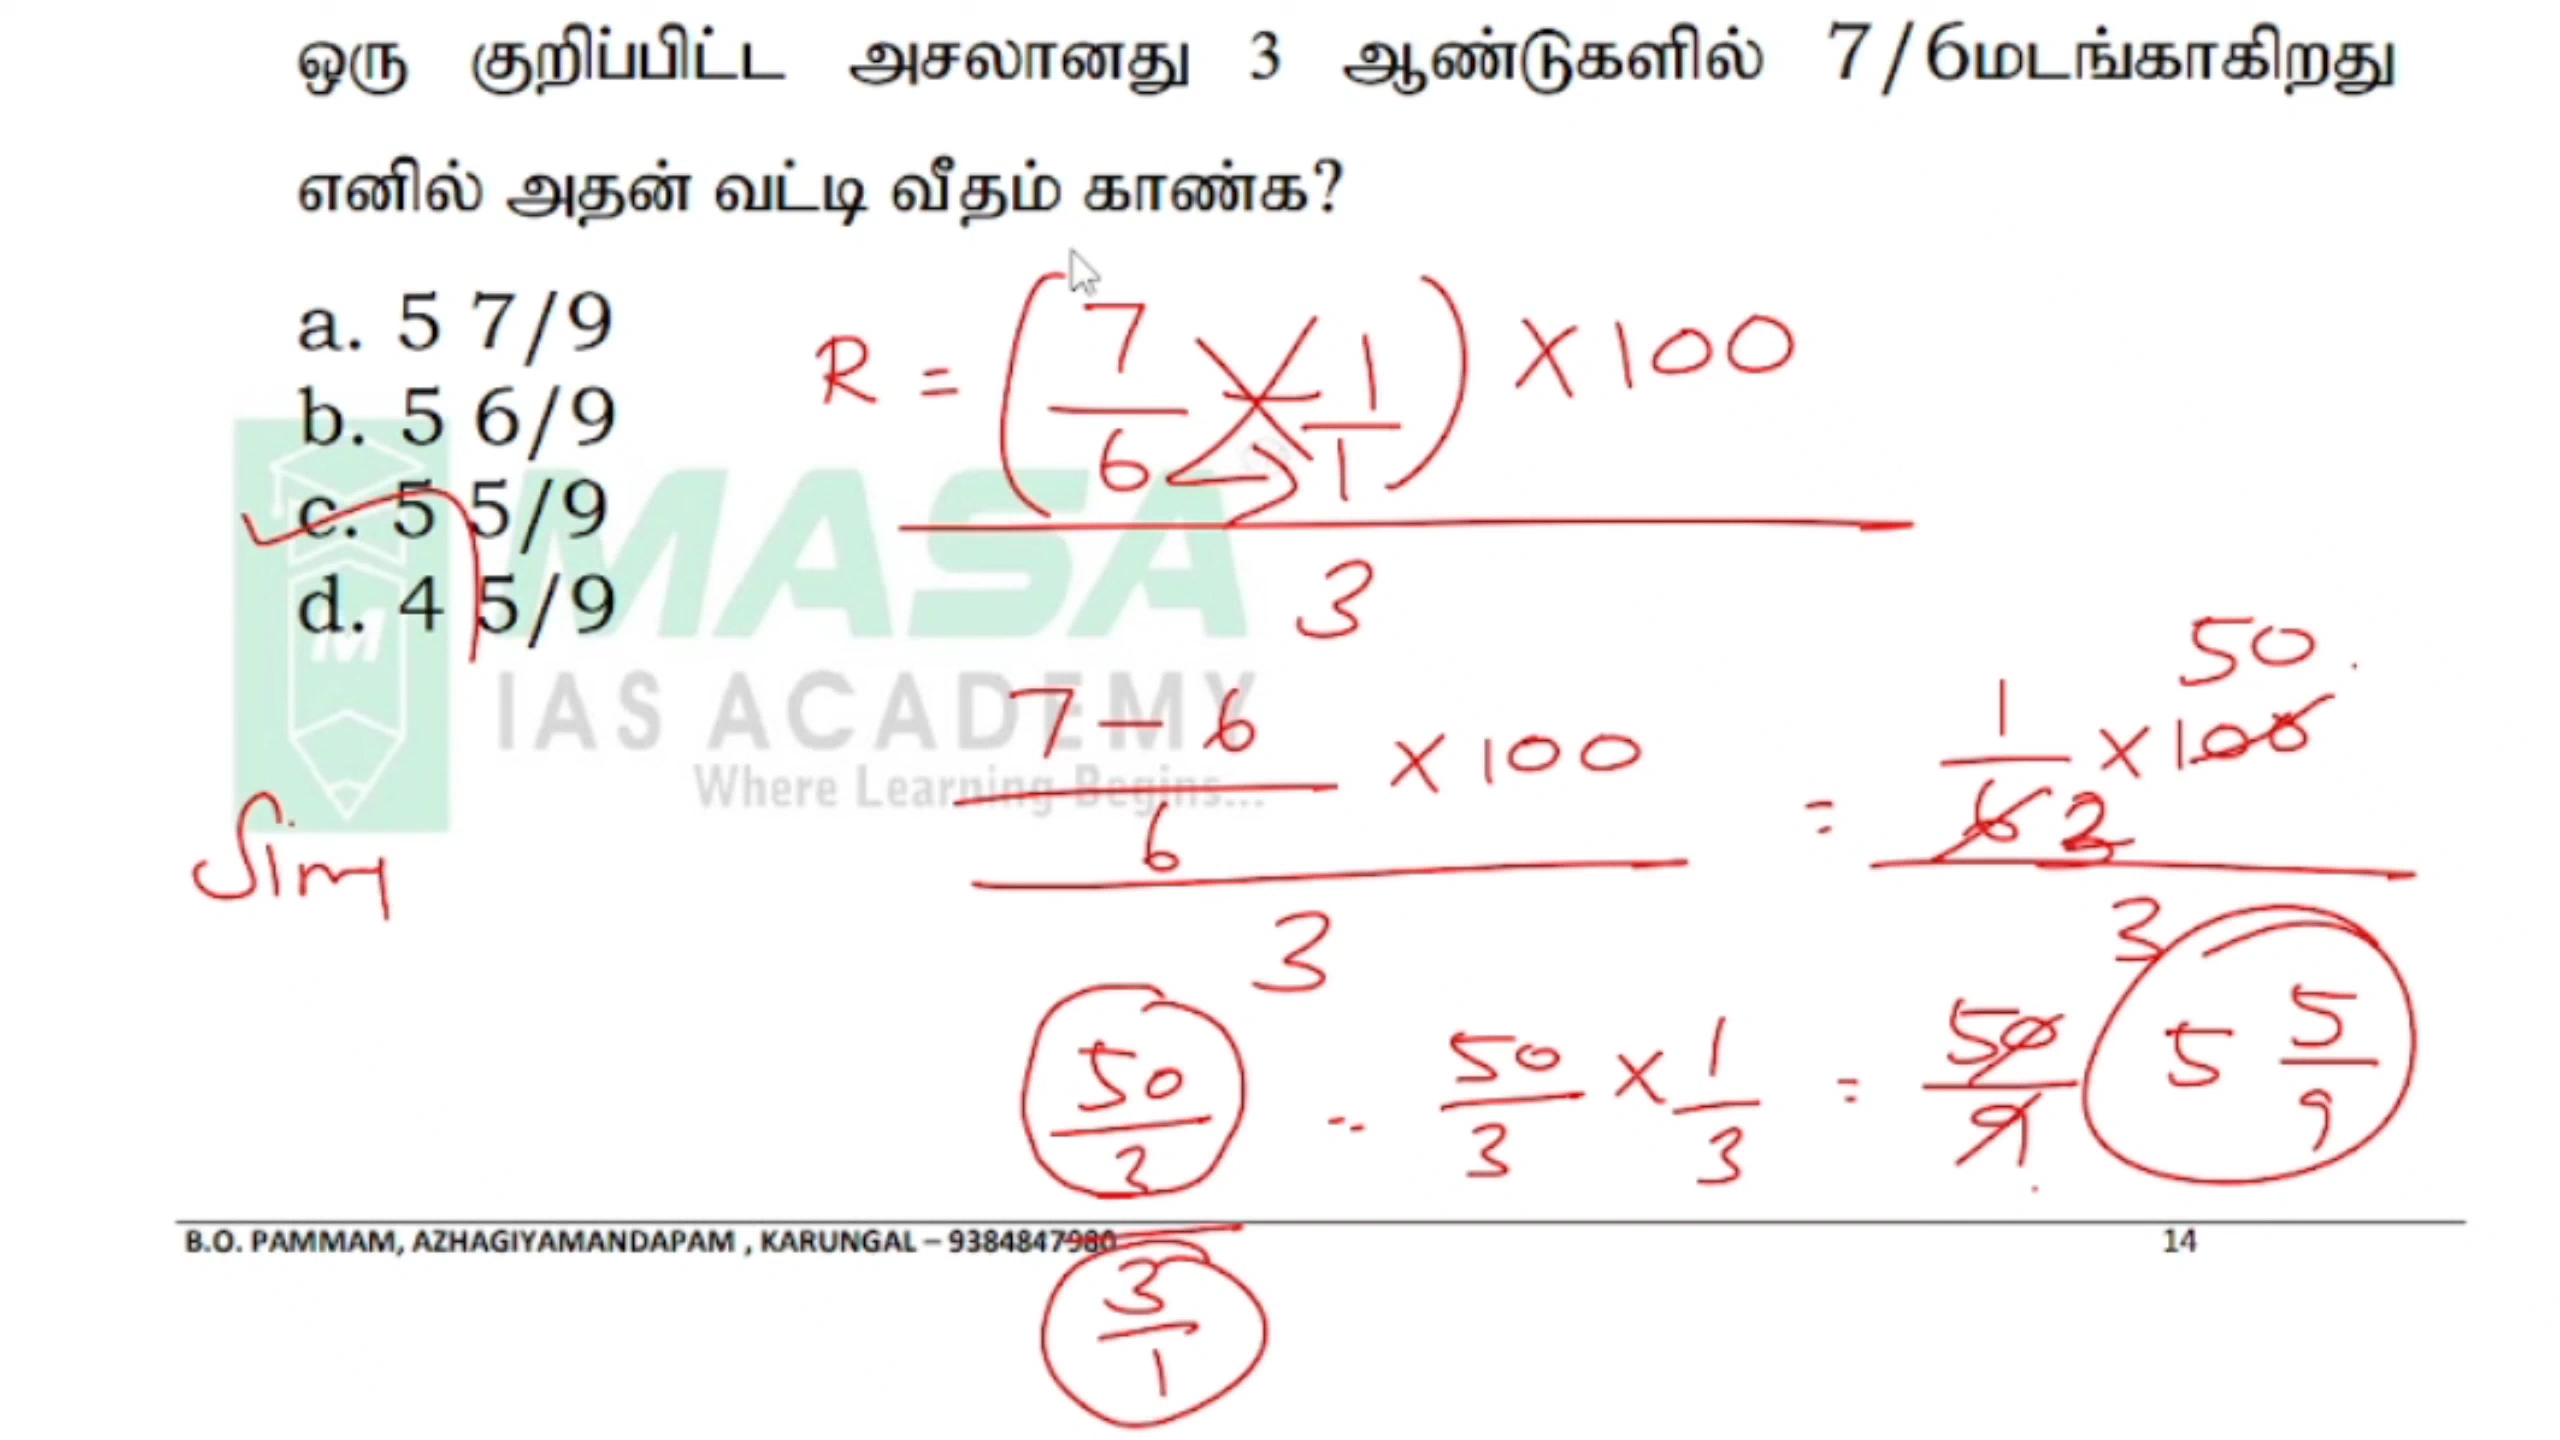 ஒரு குறிப்பிட்ட அசலானது 3 ஆண்டுகளில் 7/6மடங்காகிறது
எனில் அதன் வட்டி வீதம் காண்க?
a. 5 7/9
b. 5 6/9
c. 5 5/9
d. 4 5/9
R = (7/6 - 1/1) × 100
3
7 - 6 × 100
6
3
= 1/6 2 × 100 50
3
50/3 = 50/3 × 1/3 = 50/9 5 5/9
3/1
MASA
IAS ACADEMY
Where Learning Begins...
M
B.O. PAMMAM, AZHAGIYAMANDAPAM , KARUNGAL – 9384847980
14